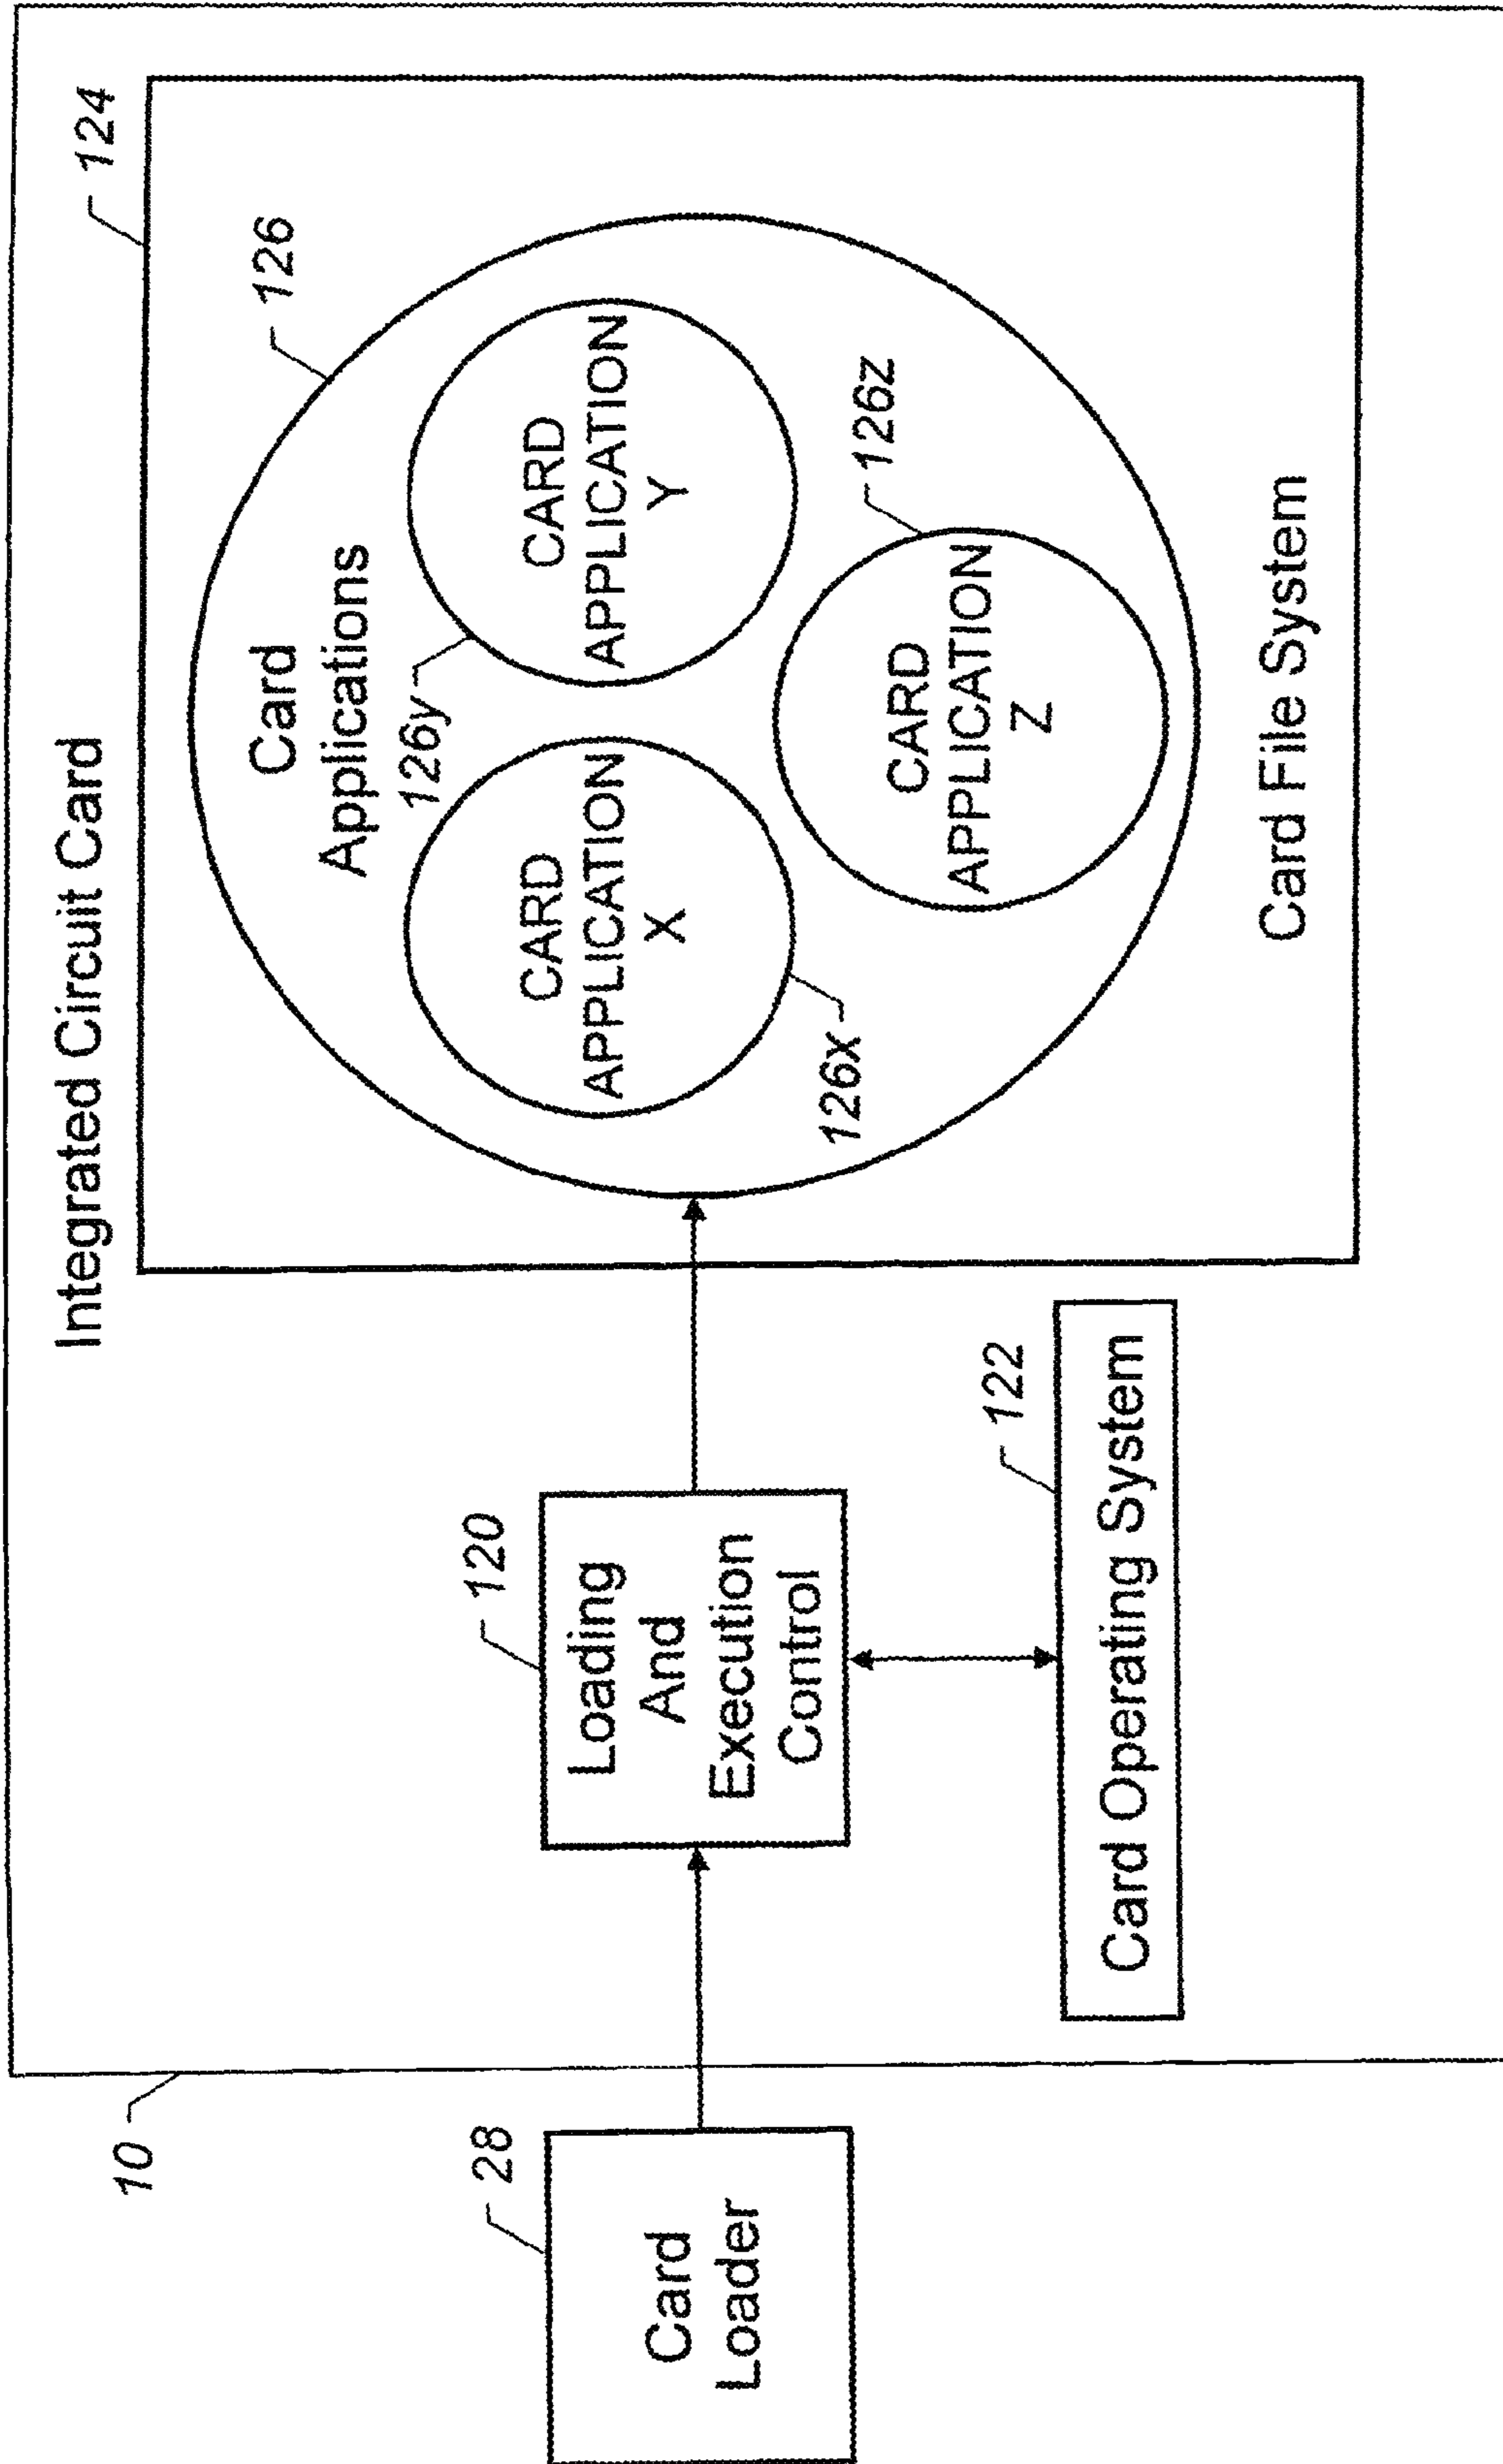 Integrated Circuit Card
10
124
126
Card
Applications
126y
CARD
APPLICATION
X
CARD
APPLICATION
Y
126x
126z
CARD
APPLICATION
Z
Card File System
28
Card
Loader
120
Loading
And
Execution
Control
122
Card Operating System